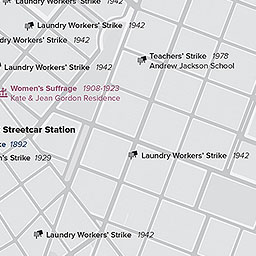 Laundry Workers' Strike 1942
Laundry Workers' Strike 1942
Laundry Workers' Strike 1942
Teachers' Strike 1978
Andrew Jackson School
Laundry Workers' Strike 1942
Women's Suffrage 1908-1923
Kate & Jean Gordon Residence
Streetcar Station
1892
Strike 1929
Laundry Workers' Strike 1942
Laundry Workers' Strike 1942